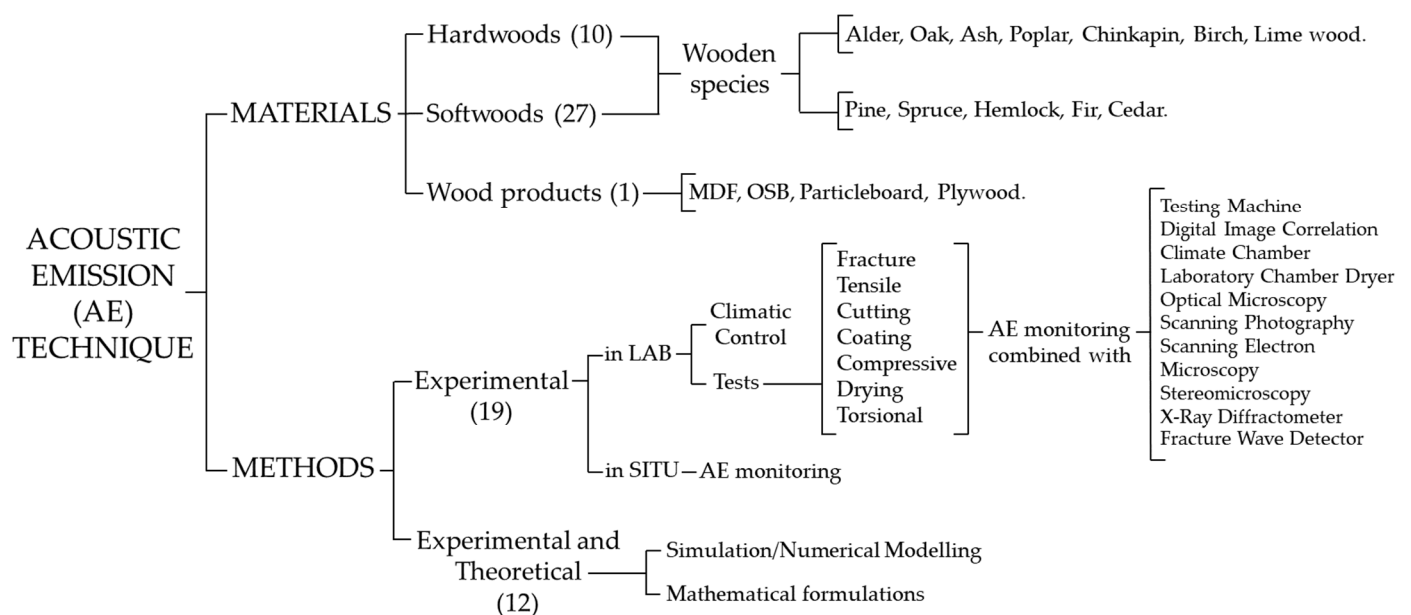 ACOUSTIC
EMISSION
(AE)
TECHNIQUE
MATERIALS
Hardwoods (10)
Softwoods (27)
Wooden
species
Alder, Oak, Ash, Poplar, Chinkapin, Birch, Lime wood.
Pine, Spruce, Hemlock, Fir, Cedar.
Wood products (1)
MDF, OSB, Particleboard, Plywood.
METHODS
Experimental
(19)
in LAB
Climatic
Control
Tests
Fracture
Tensile
Cutting
Coating
Compressive
Drying
Torsional
AE monitoring
combined with
Testing Machine
Digital Image Correlation
Climate Chamber
Laboratory Chamber Dryer
Optical Microscopy
Scanning Photography
Scanning Electron
Microscopy
Stereomicroscopy
X-Ray Diffractometer
Fracture Wave Detector
in SITU
AE monitoring
Experimental and
Theoretical
(12)
Simulation/Numerical Modelling
Mathematical formulations